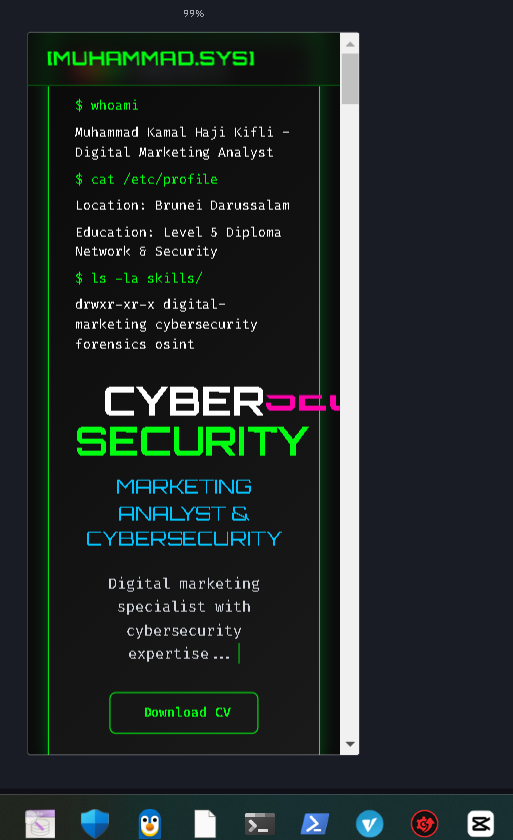 99%
[MUHAMMAD.SYS]
$ whoami
Muhammad Kamal Haji Kifli -
Digital Marketing Analyst
$ cat /etc/profile
Location: Brunei Darussalam
Education: Level 5 Diploma
Network & Security
$ ls -la skills/
drwxr-xr-x digital-
marketing cybersecurity
forensics osint
CYBER
SECURITY
MARKETING
ANALYST &
CYBERSECURITY
Digital marketing
specialist with
cybersecurity
expertise...
Download CV